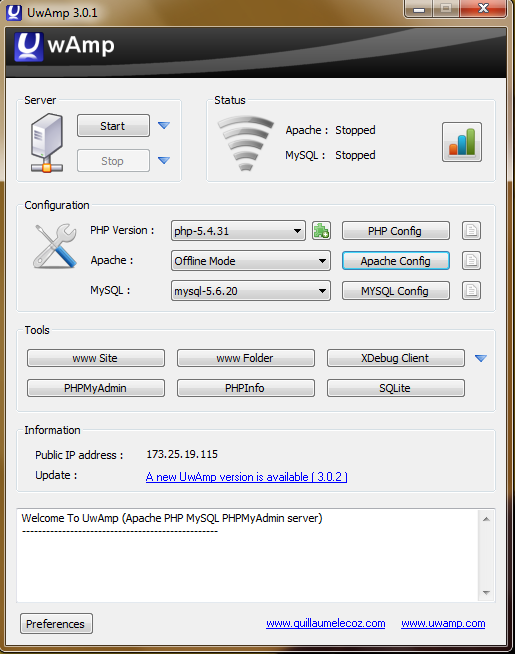 UwAmp 3.0.1
UwAmp
Server
Start
Stop
Status
Apache : Stopped
MySQL : Stopped
Configuration
PHP Version : php-5.4.31 PHP Config
Apache : Offline Mode Apache Config
MySQL : mysql-5.6.20 MYSQL Config
Tools
www Site www Folder XDebug Client
PHPMyAdmin PHPInfo SQLite
Information
Public IP address : 173.25.19.115
Update : A new UwAmp version is available ( 3.0.2 )
Welcome To UwAmp (Apache PHP MySQL PHPMyAdmin server)
-------------------------------------------------
Preferences www.guillaumelecoz.com www.uwamp.com